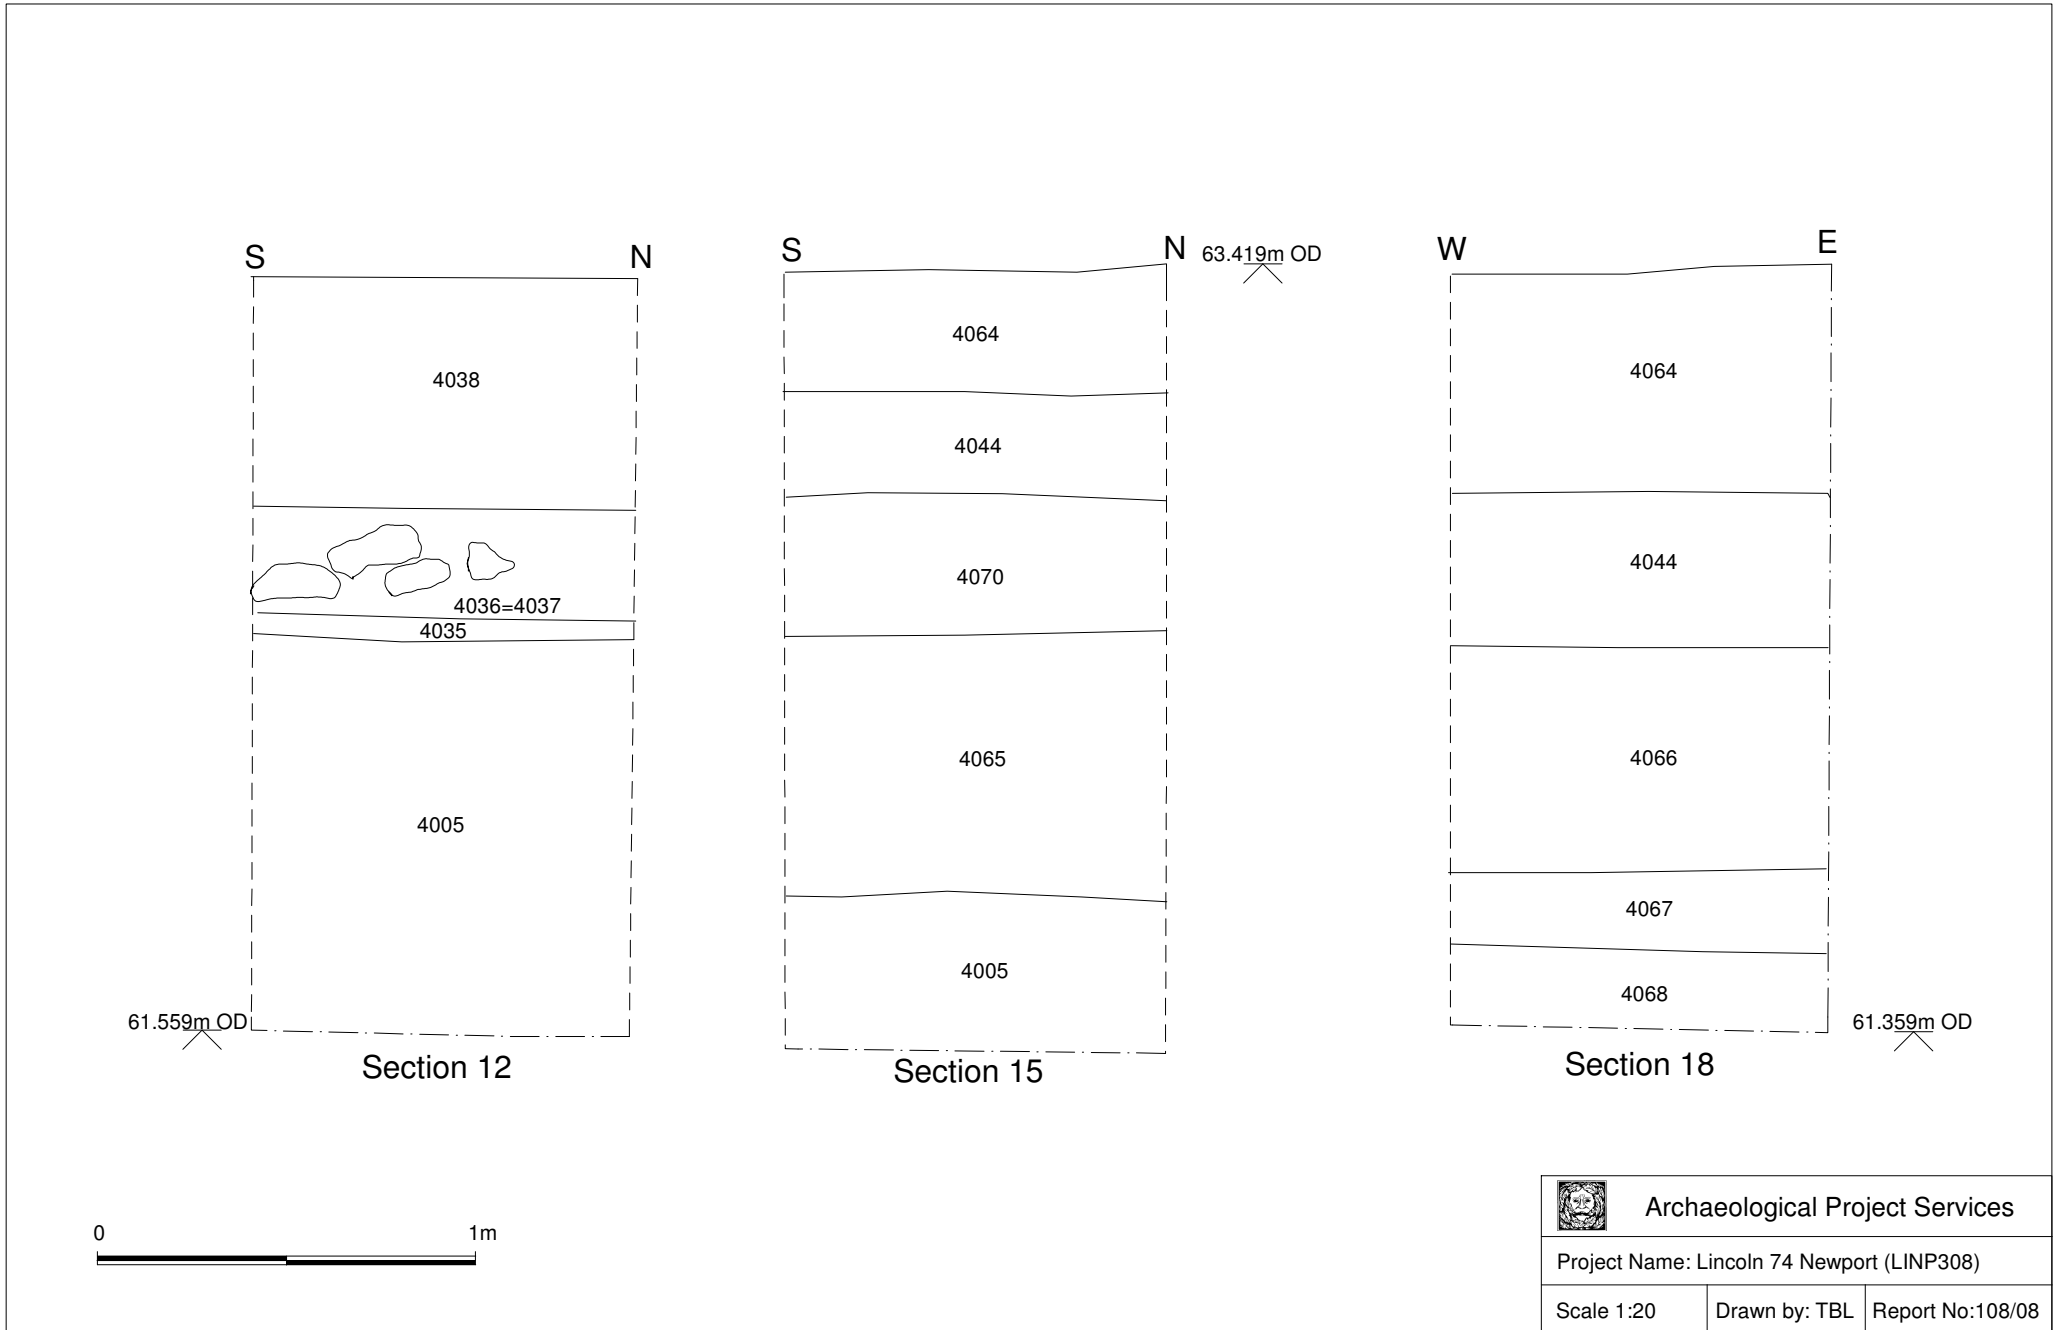 S
N
4038
4036=4037
4035
4005
61.559m OD
Section 12
S
N
63.419m OD
4064
4044
4070
4065
4005
Section 15
W
E
4064
4044
4066
4067
4068
61.359m OD
Section 18
0 1m
Archaeological Project Services
Project Name: Lincoln 74 Newport (LINP308)
Scale 1:20 Drawn by: TBL Report No:108/08